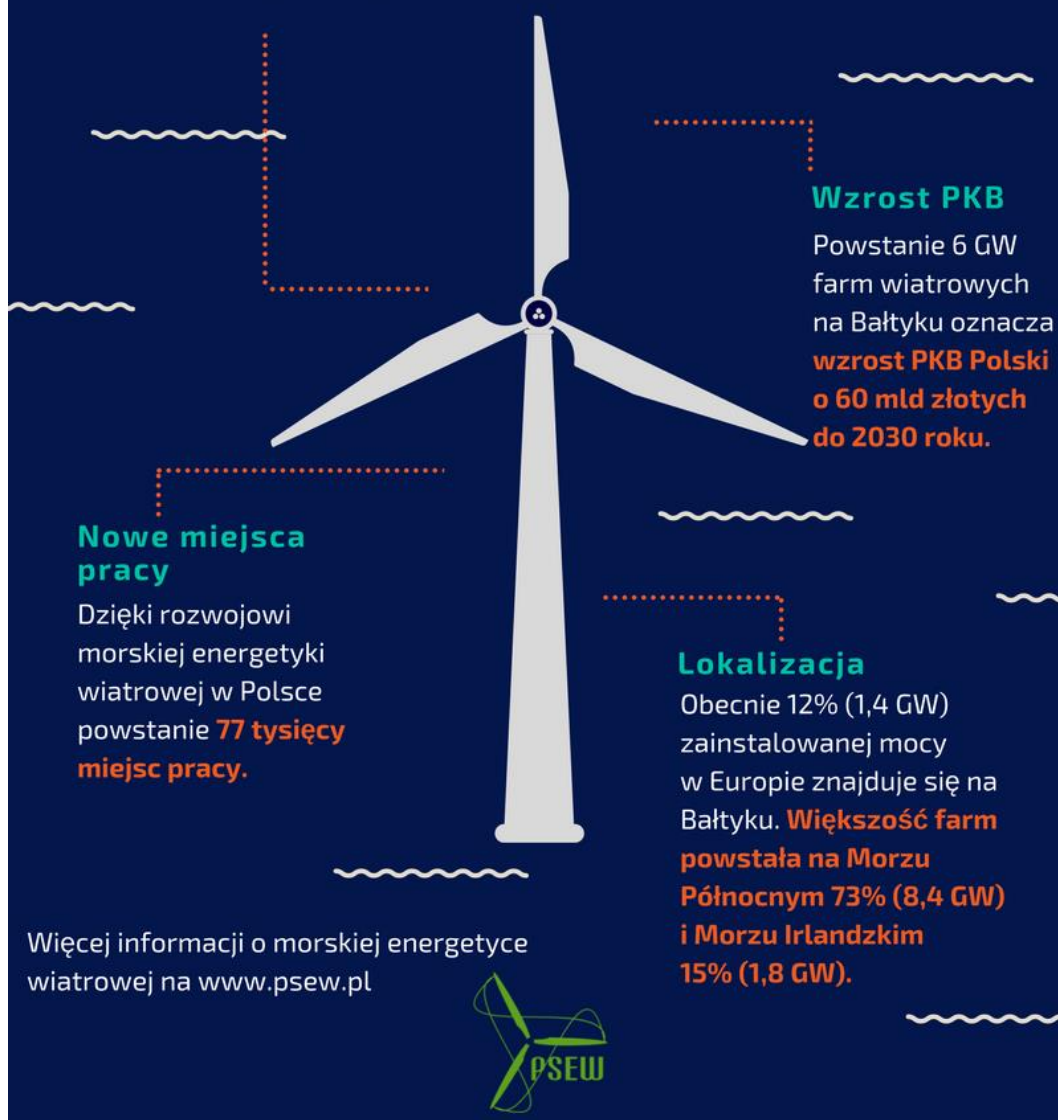 Wzrost PKB
Powstanie 6 GW
farm wiatrowych
na Bałtyku oznacza
wzrost PKB Polski
o 60 mld złotych
do 2030 roku.
Nowe miejsca
pracy
Dzięki rozwojowi
morskiej energetyki
wiatrowej w Polsce
powstanie 77 tysięcy
miejsc pracy.
Lokalizacja
Obecnie 12% (1,4 GW)
zainstalowanej mocy
w Europie znajduje się na
Bałtyku. Większość farm
powstała na Morzu
Północnym 73% (8,4 GW)
i Morzu Irlandzkim
15% (1,8 GW).
Więcej informacji o morskiej energetyce
wiatrowej na www.psew.pl
PSEW